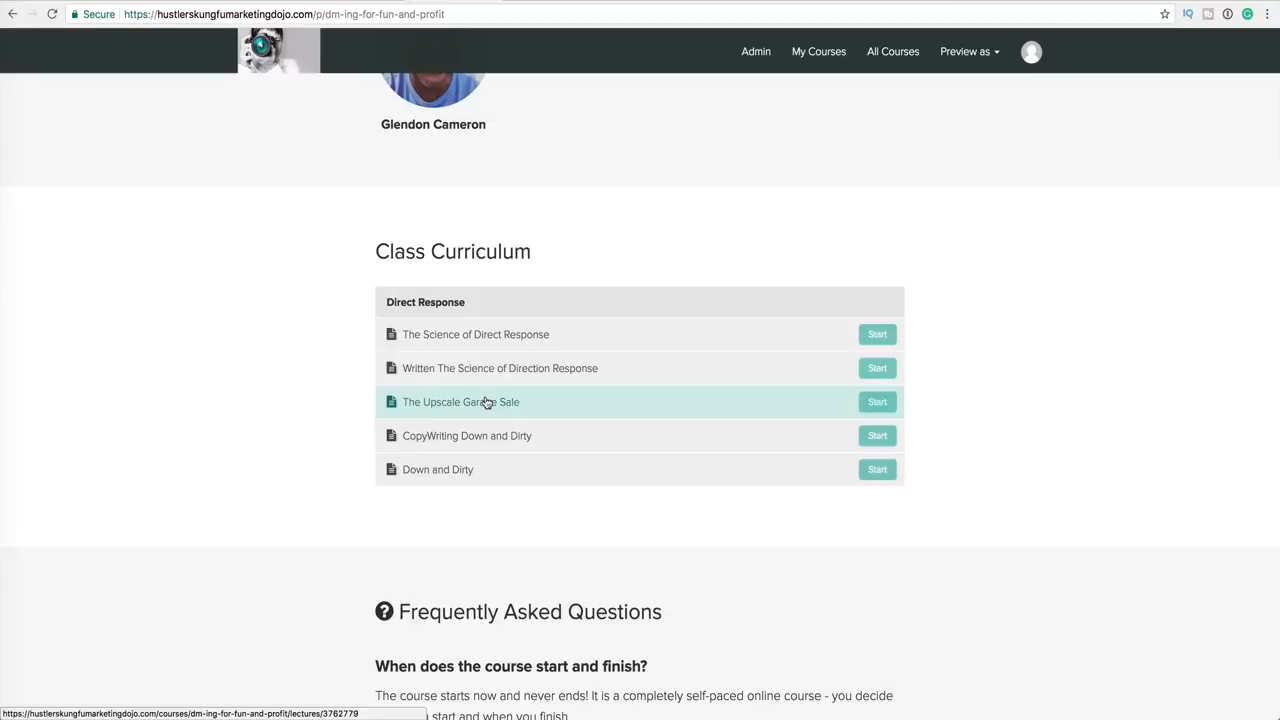 Secure
https://hustlerskungfumarketingdojo.com/p/dm-ing-for-fun-and-profit
Admin
My Courses
All Courses
Preview as
Glendon Cameron
Class Curriculum
Direct Response
The Science of Direct Response
Start
Written The Science of Direction Response
Start
The Upscale Garage Sale
Start
CopyWriting Down and Dirty
Start
Down and Dirty
Start
Frequently Asked Questions
When does the course start and finish?
The course starts now and never ends! It is a completely self-paced online course - you decide
start and when you finish.
https://hustlerskungfumarketingdojo.com/courses/dm-ing-for-fun-and-profit/lectures/3762779